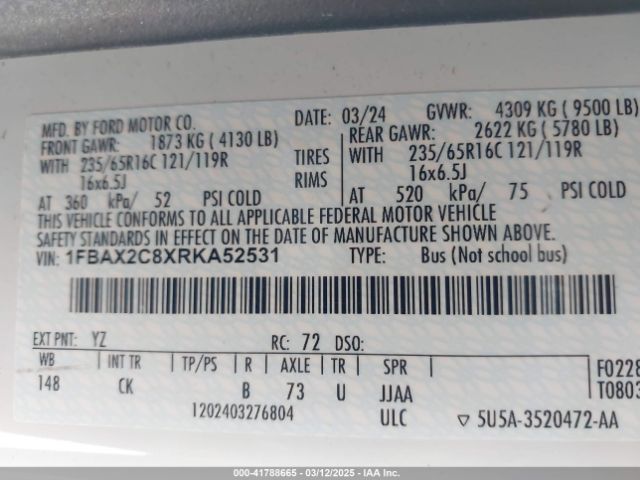 MFD. BY FORD MOTOR CO. DATE: 03/24 GVWR: 4309 KG ( 9500 LB)
FRONT GAWR: 1873 KG ( 4130 LB) REAR GAWR: 2622 KG ( 5780 LB)
WITH 235/65R16C 121/119R TIRES WITH 235/65R16C 121/119R
16x6.5J RIMS 16x6.5J
AT 360 kPa/ 52 PSI COLD AT 520 kPa/ 75 PSI COLD
THIS VEHICLE CONFORMS TO ALL APPLICABLE FEDERAL MOTOR VEHICLE
SAFETY STANDARDS IN EFFECT ON THE DATE OF MANUFACTURE SHOWN ABOVE.
VIN: 1FBAX2C8XRKA52531 TYPE: Bus (Not school bus)
EXT PNT: YZ RC: 72 DSO:
WB INT TR TP/PS R AXLE TR SPR F0228
148 CK B 73 U JJAA T0803
1202403276804 ULC ▽ 5U5A-3520472-AA
000-41788665 - 03/12/2025 - IAA Inc.